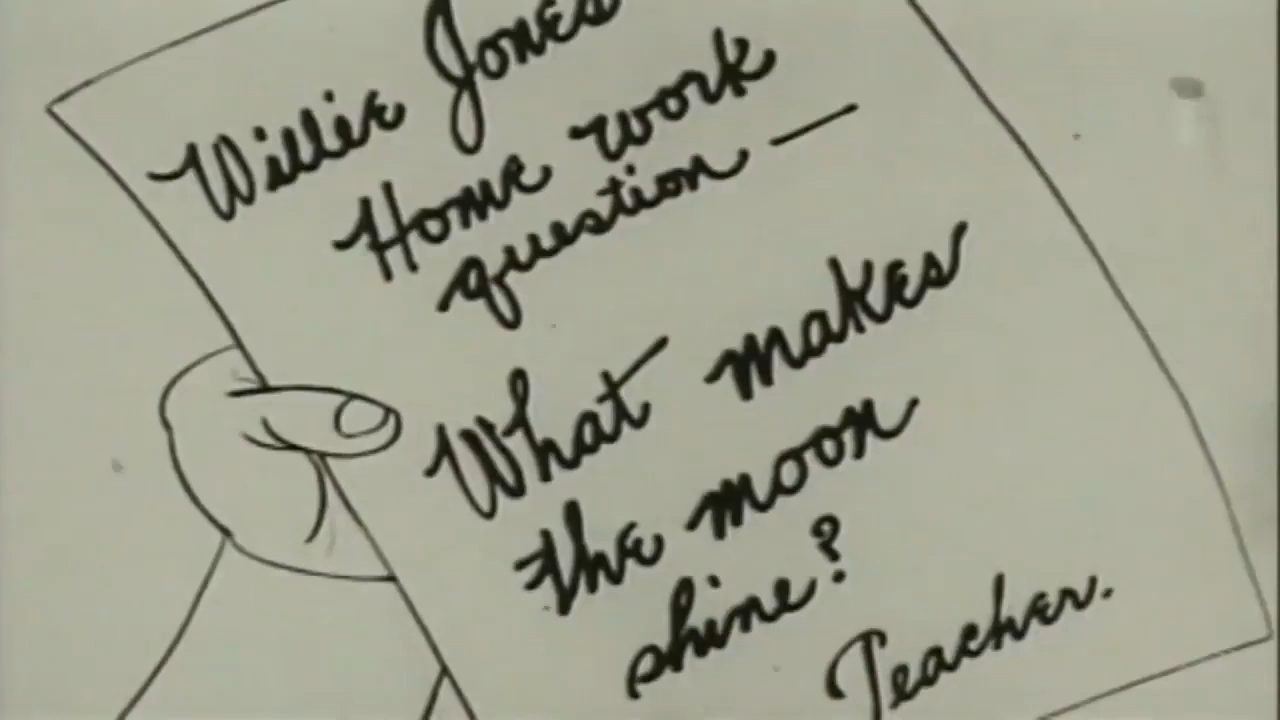 Willie Jones
Home work
question —
What makes
the moon
shine?
Teacher.